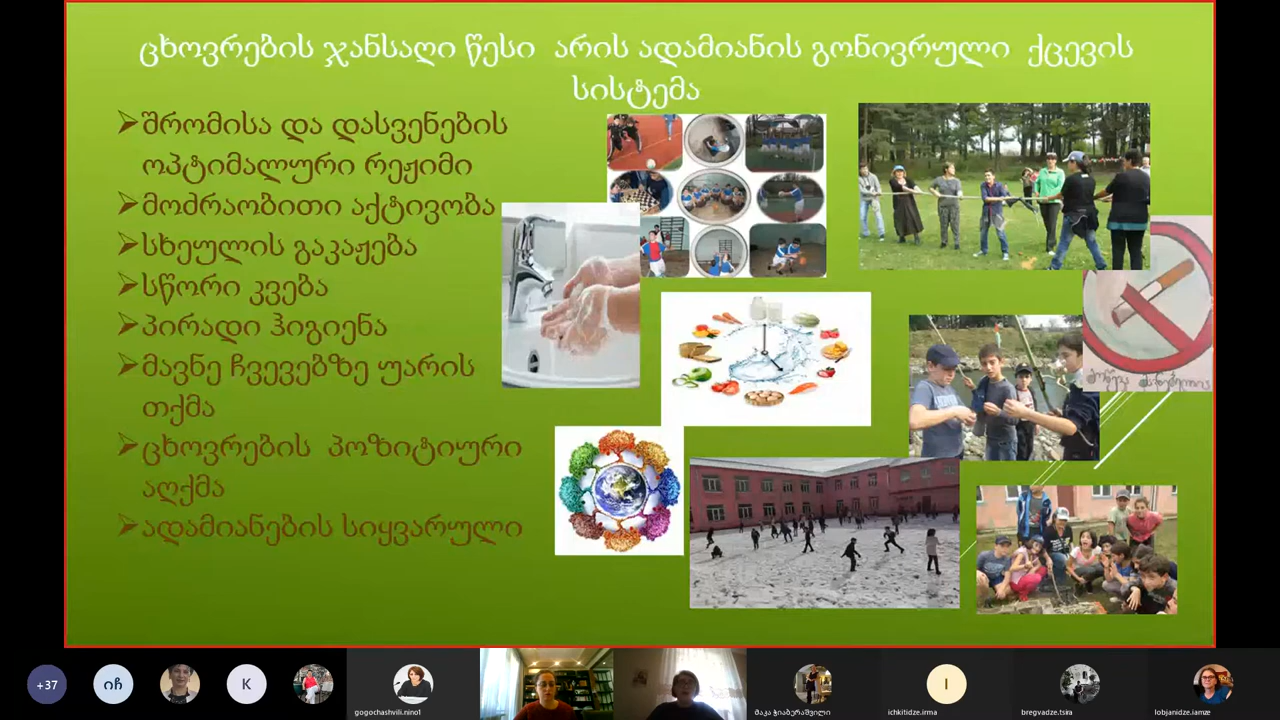 ცხოვრების ჯანსაღი წესი არის ადამიანის გონივრული ქცევის
სისტემა
შრომისა და დასვენების
ოპტიმალური რეჟიმი
მოძრაობითი აქტივობა
სხეულის გაკაჟება
სწორი კვება
პირადი ჰიგიენა
მავნე ჩვევებზე უარის
თქმა
ცხოვრების პოზიტიური
აღქმა
ადამიანების სიყვარული
+37
იჩ
K
I
gogochashvili.nino1
მაკა ჭიაბერაშვილი
ichkitidze.irma
bregvadze.tsira
lobjanidze.iamze